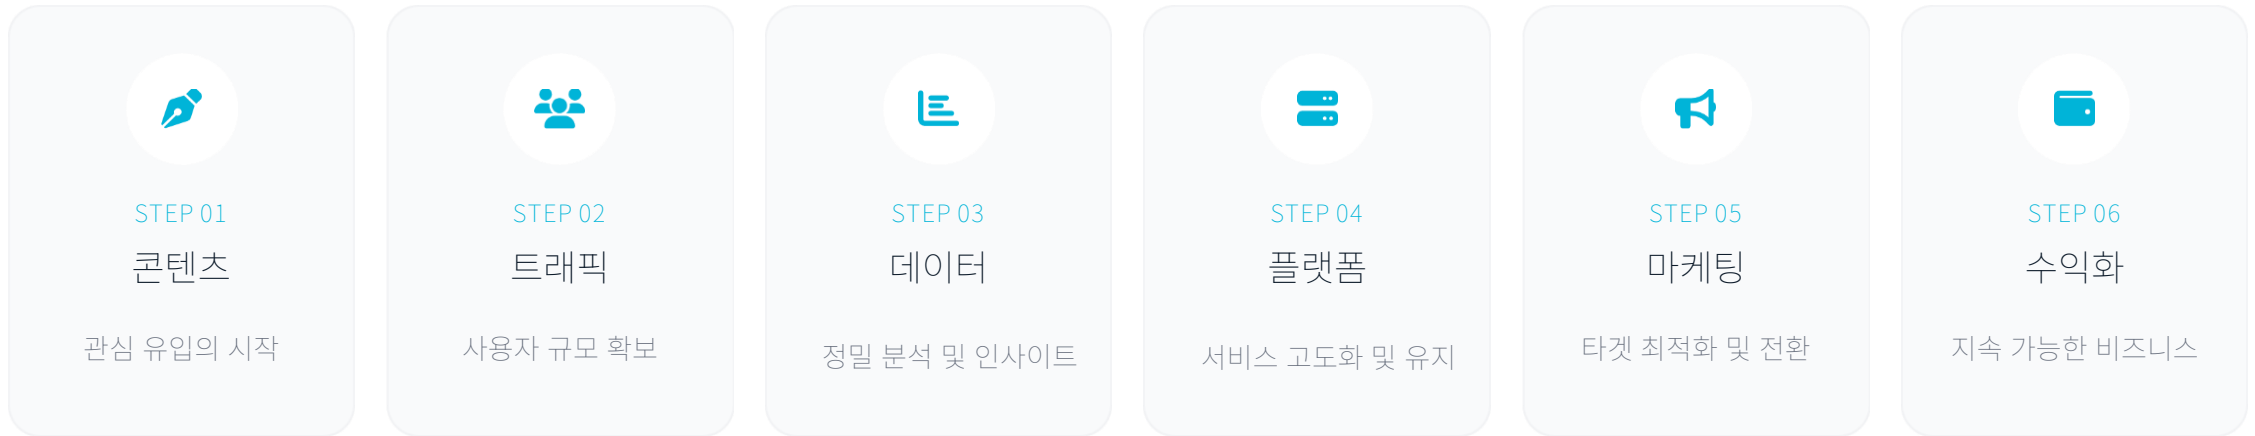 STEP 01
콘텐츠
관심 유입의 시작
STEP 02
트래픽
사용자 규모 확보
STEP 03
데이터
정밀 분석 및 인사이트
STEP 04
플랫폼
서비스 고도화 및 유지
STEP 05
마케팅
타겟 최적화 및 전환
STEP 06
수익화
지속 가능한 비즈니스